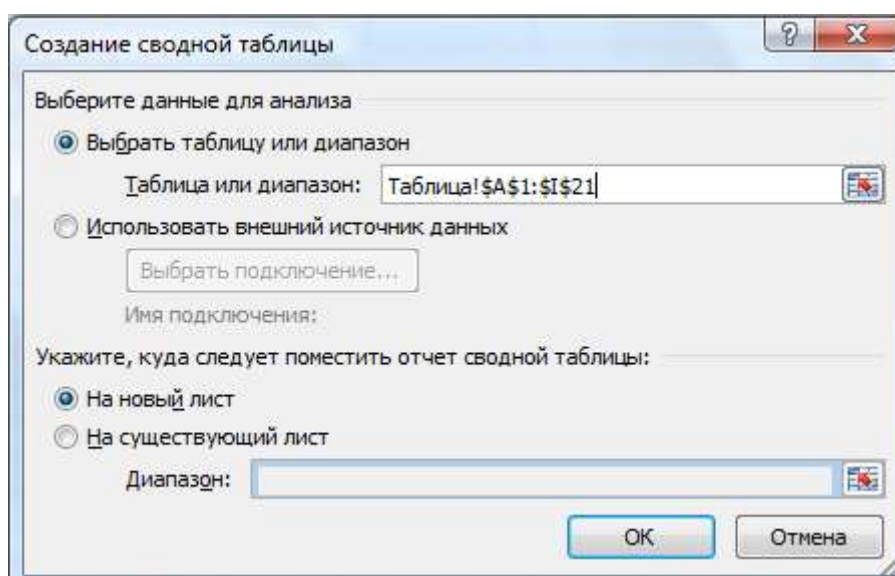 Создание сводной таблицы
Выберите данные для анализа
Выбрать таблицу или диапазон
Таблица или диапазон: Таблица!$A$1:$I$21
Использовать внешний источник данных
Выбрать подключение...
Имя подключения:
Укажите, куда следует поместить отчет сводной таблицы:
На новый лист
На существующий лист
Диапазон:
ОК Отмена